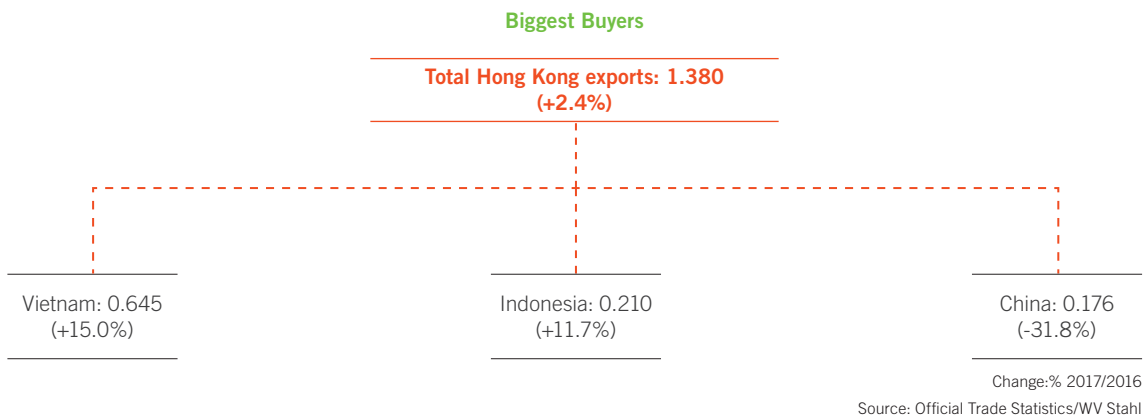 Biggest Buyers
Total Hong Kong exports: 1.380
(+2.4%)
Vietnam: 0.645
(+15.0%)
Indonesia: 0.210
(+11.7%)
China: 0.176
(-31.8%)
Change:% 2017/2016
Source: Official Trade Statistics/WV Stahl